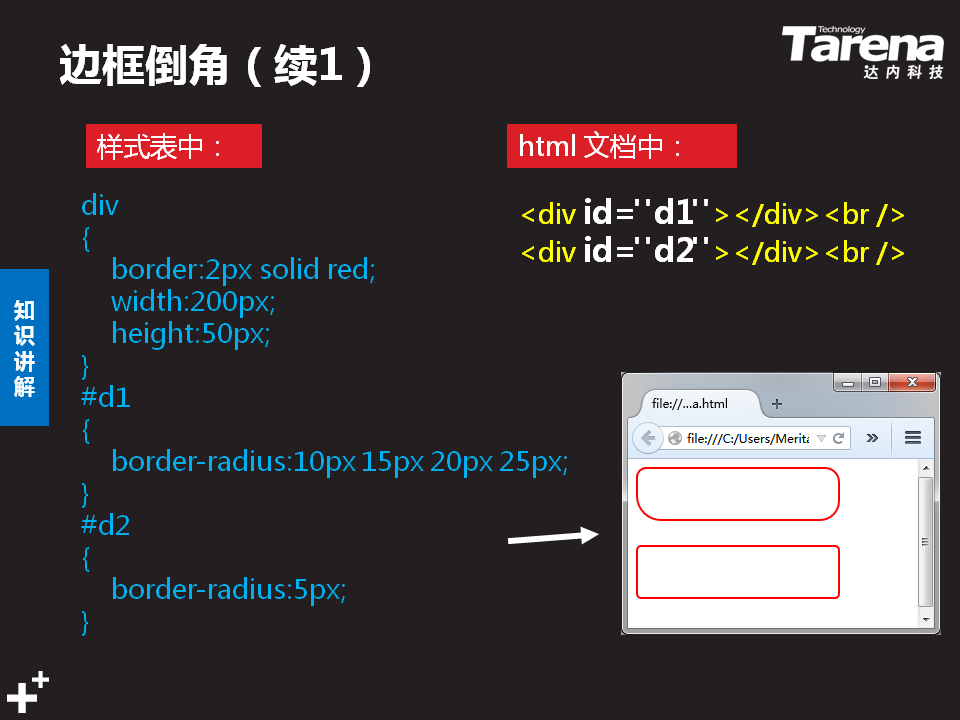 边框倒角（续1）
Technology
Tarena
达内科技
样式表中：
div
{
border:2px solid red;
width:200px;
height:50px;
}
#d1
{
border-radius:10px 15px 20px 25px;
}
#d2
{
border-radius:5px;
}
html 文档中：
<div id="d1"></div><br />
<div id="d2"></div><br />
知识讲解
file://...a.html
file:///C:/Users/Merita